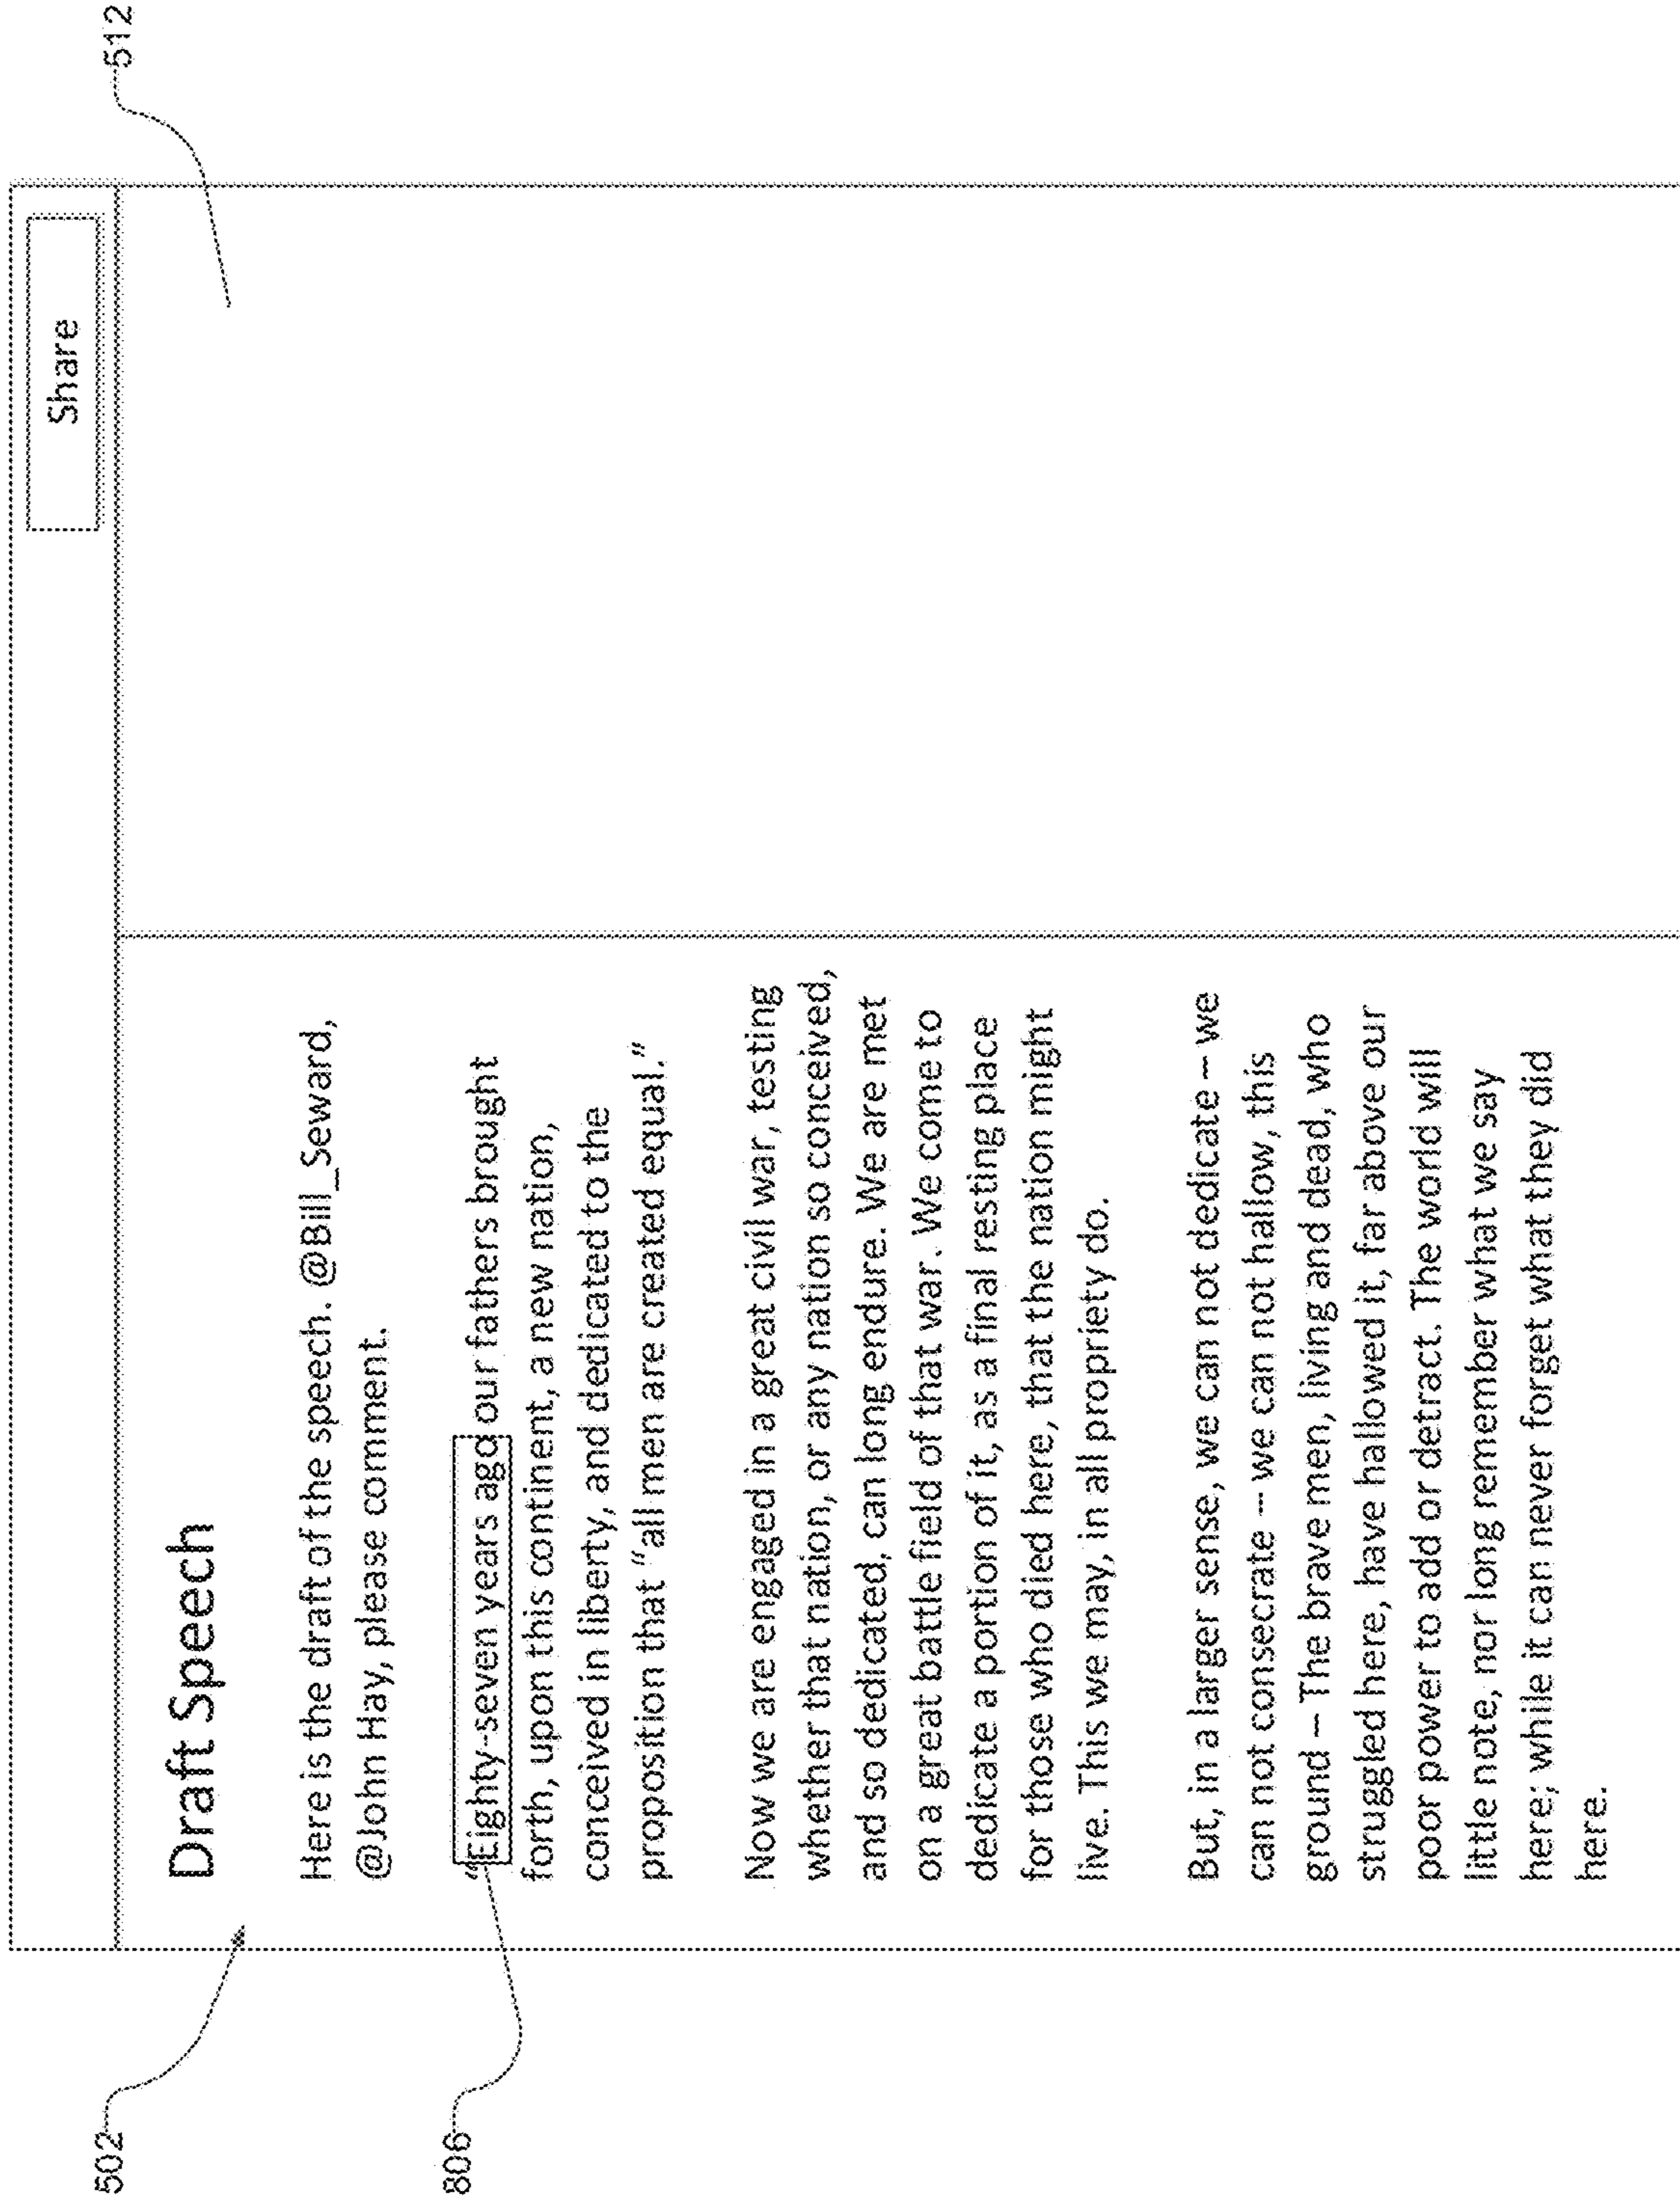 512
Share
502
Draft Speech
Here is the draft of the speech. @Bill_Seward,
@John Hay, please comment.
806
“Eighty-seven years ago our fathers brought
forth, upon this continent, a new nation,
conceived in liberty, and dedicated to the
proposition that “all men are created equal.”
Now we are engaged in a great civil war, testing
whether that nation, or any nation so conceived,
and so dedicated, can long endure. We are met
on a great battle field of that war. We come to
dedicate a portion of it, as a final resting place
for those who died here, that the nation might
live. This we may, in all propriety do.
But, in a larger sense, we can not dedicate – we
can not consecrate – we can not hallow, this
ground – The brave men, living and dead, who
struggled here, have hallowed it, far above our
poor power to add or detract. The world will
little note, nor long remember what we say
here; while it can never forget what they did
here.